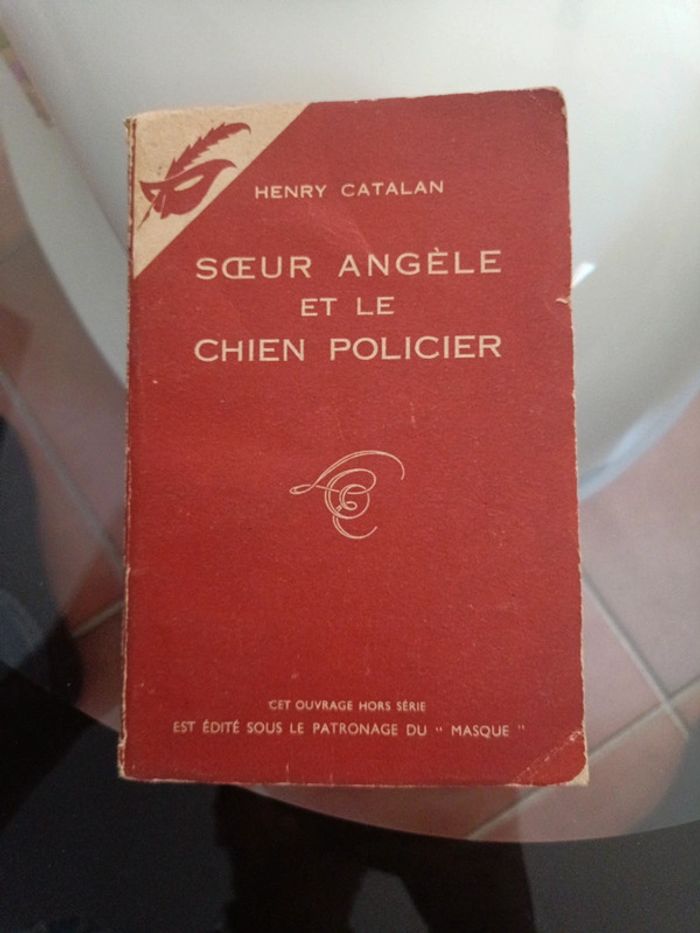 HENRY CATALAN
SŒUR ANGÈLE
ET LE
CHIEN POLICIER
CET OUVRAGE HORS SÉRIE
EST ÉDITÉ SOUS LE PATRONAGE DU " MASQUE "